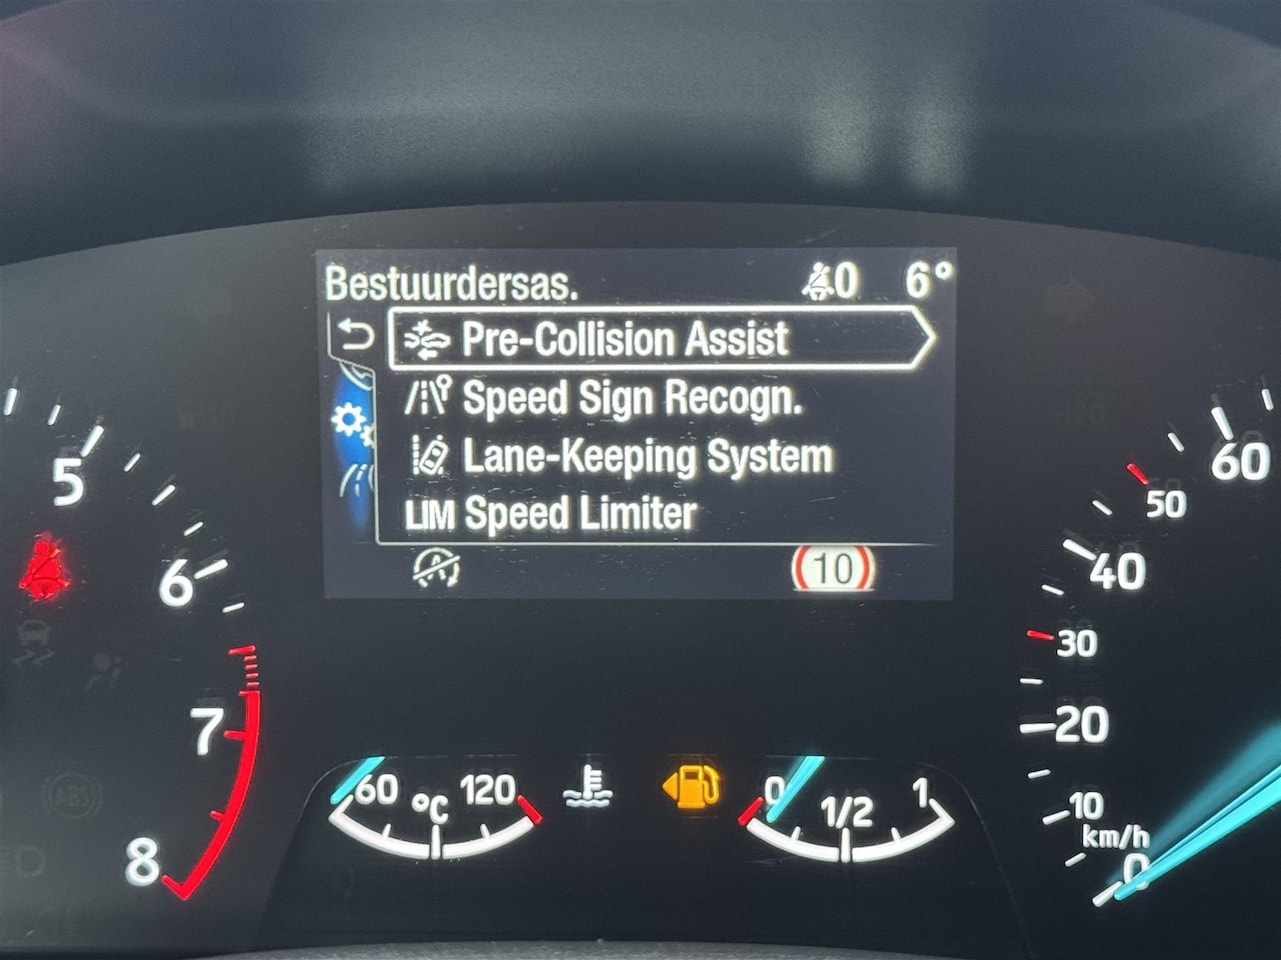 Bestuurdersas. 0 6°
Pre-Collision Assist
Speed Sign Recogn.
Lane-Keeping System
LIM Speed Limiter
A 10
5
6
7
8
60 °C 120
0 1/2 1
60
50
40
30
20
10
km/h
0
ABS